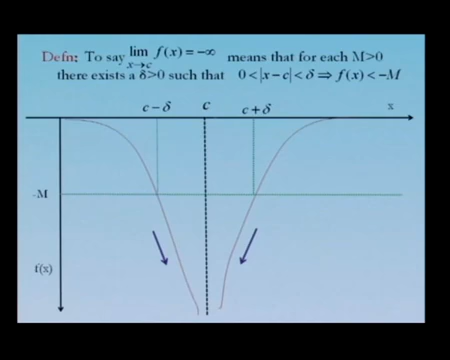 Defn: To say lim x→c f(x) = −∞ means that for each M>0
there exists a δ>0 such that 0<|x−c|<δ ⇒ f(x)<−M
c−δ c c+δ x
-M
f(x)